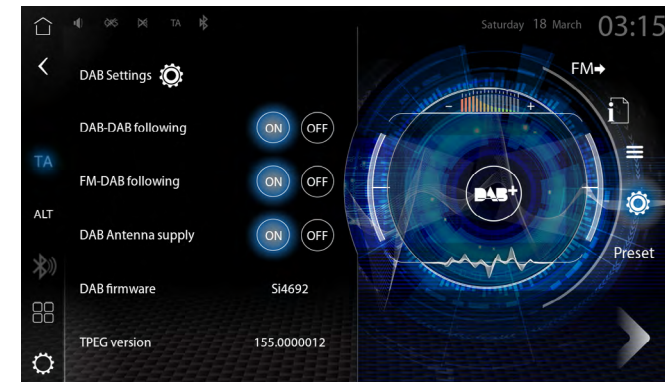 TA
Saturday 18 March 03:15
FM
DAB Settings
DAB-DAB following ON OFF
TA
FM-DAB following ON OFF
DAB+
ALT
DAB Antenna supply ON OFF
Preset
DAB firmware Si4692
TPEG version 155.0000012